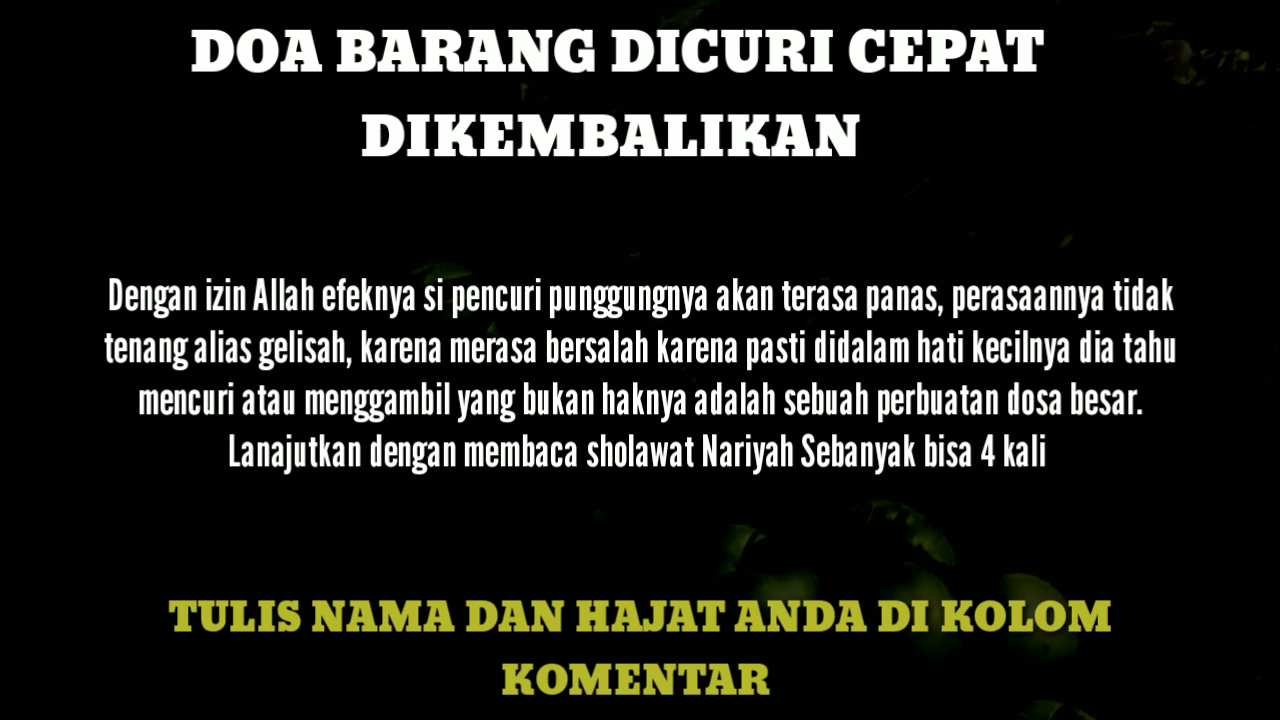 DOA BARANG DICURI CEPAT
DIKEMBALIKAN
Dengan izin Allah efeknya si pencuri punggungnya akan terasa panas, perasaannya tidak
tenang alias gelisah, karena merasa bersalah karena pasti didalam hati kecilnya dia tahu
mencuri atau menggambil yang bukan haknya adalah sebuah perbuatan dosa besar.
Lanajutkan dengan membaca sholawat Nariyah Sebanyak bisa 4 kali
TULIS NAMA DAN HAJAT ANDA DI KOLOM
KOMENTAR